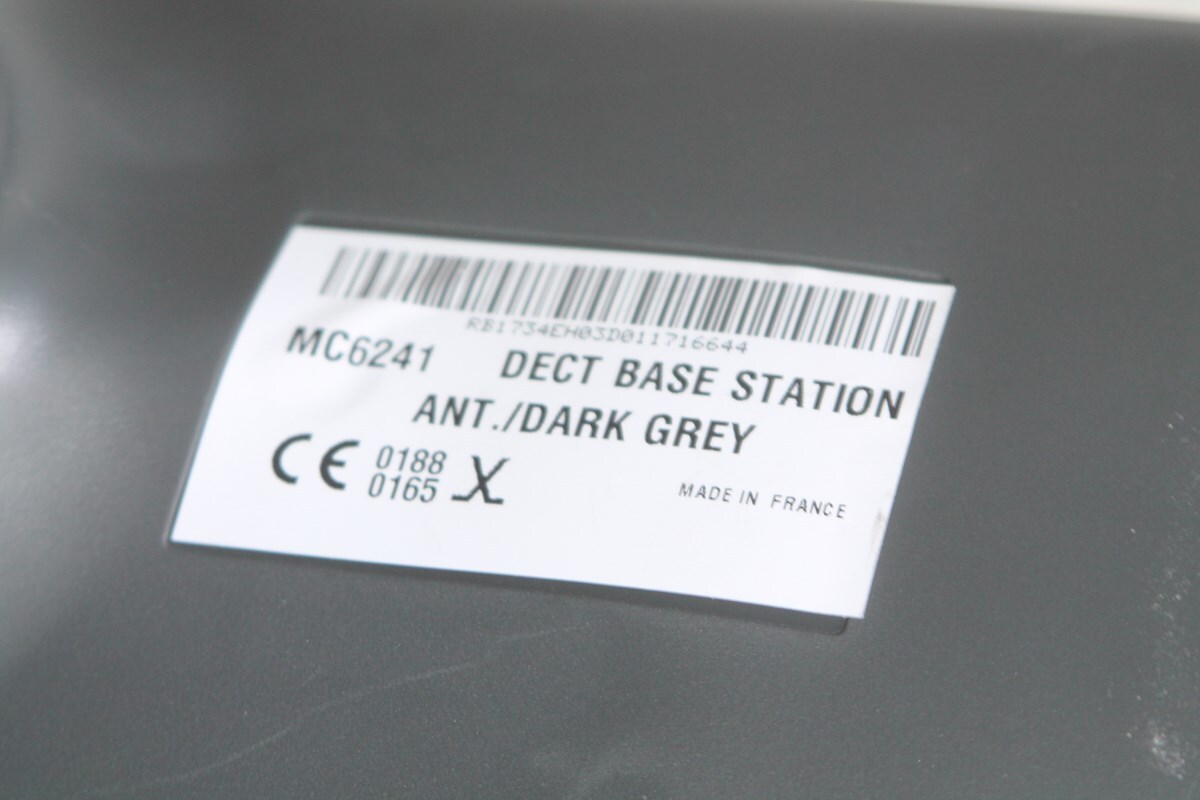 RB1734EH03D011716644
MC6241 DECT BASE STATION
ANT./DARK GREY
CE 0188
0165 X
MADE IN FRANCE